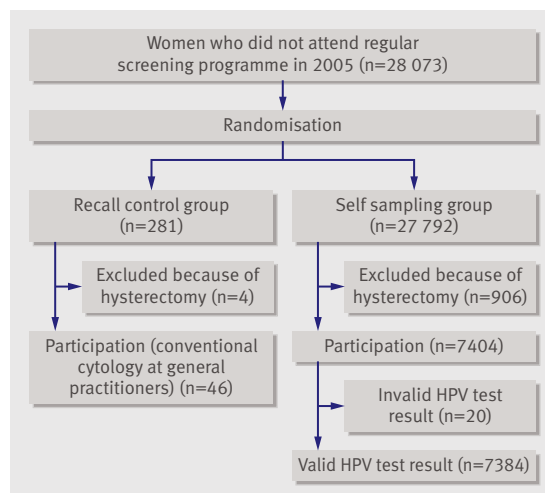 Women who did not attend regular
screening programme in 2005 (n=28 073)
Randomisation
Recall control group
(n=281)
Self sampling group
(n=27 792)
Excluded because of
hysterectomy (n=4)
Excluded because of
hysterectomy (n=906)
Participation (conventional
cytology at general
practitioners) (n=46)
Participation (n=7404)
Invalid HPV test
result (n=20)
Valid HPV test result (n=7384)